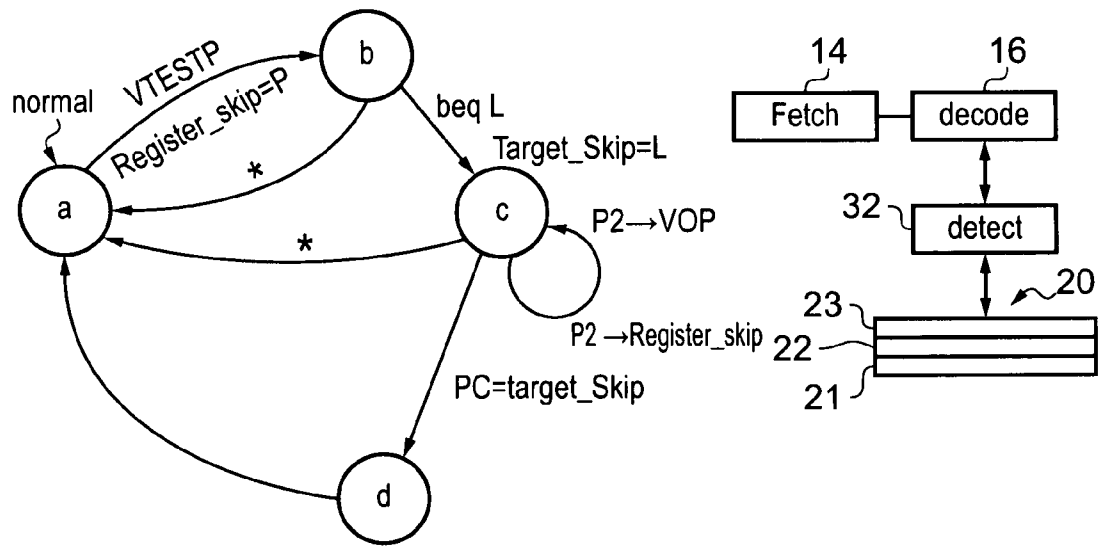 normal
VTESTP
Register_skip=P
b
beq L
Target_Skip=L
*
a
c
*
P2→VOP
P2→Register_skip
PC=target_Skip
d
14
16
Fetch
decode
32
detect
20
23
22
21